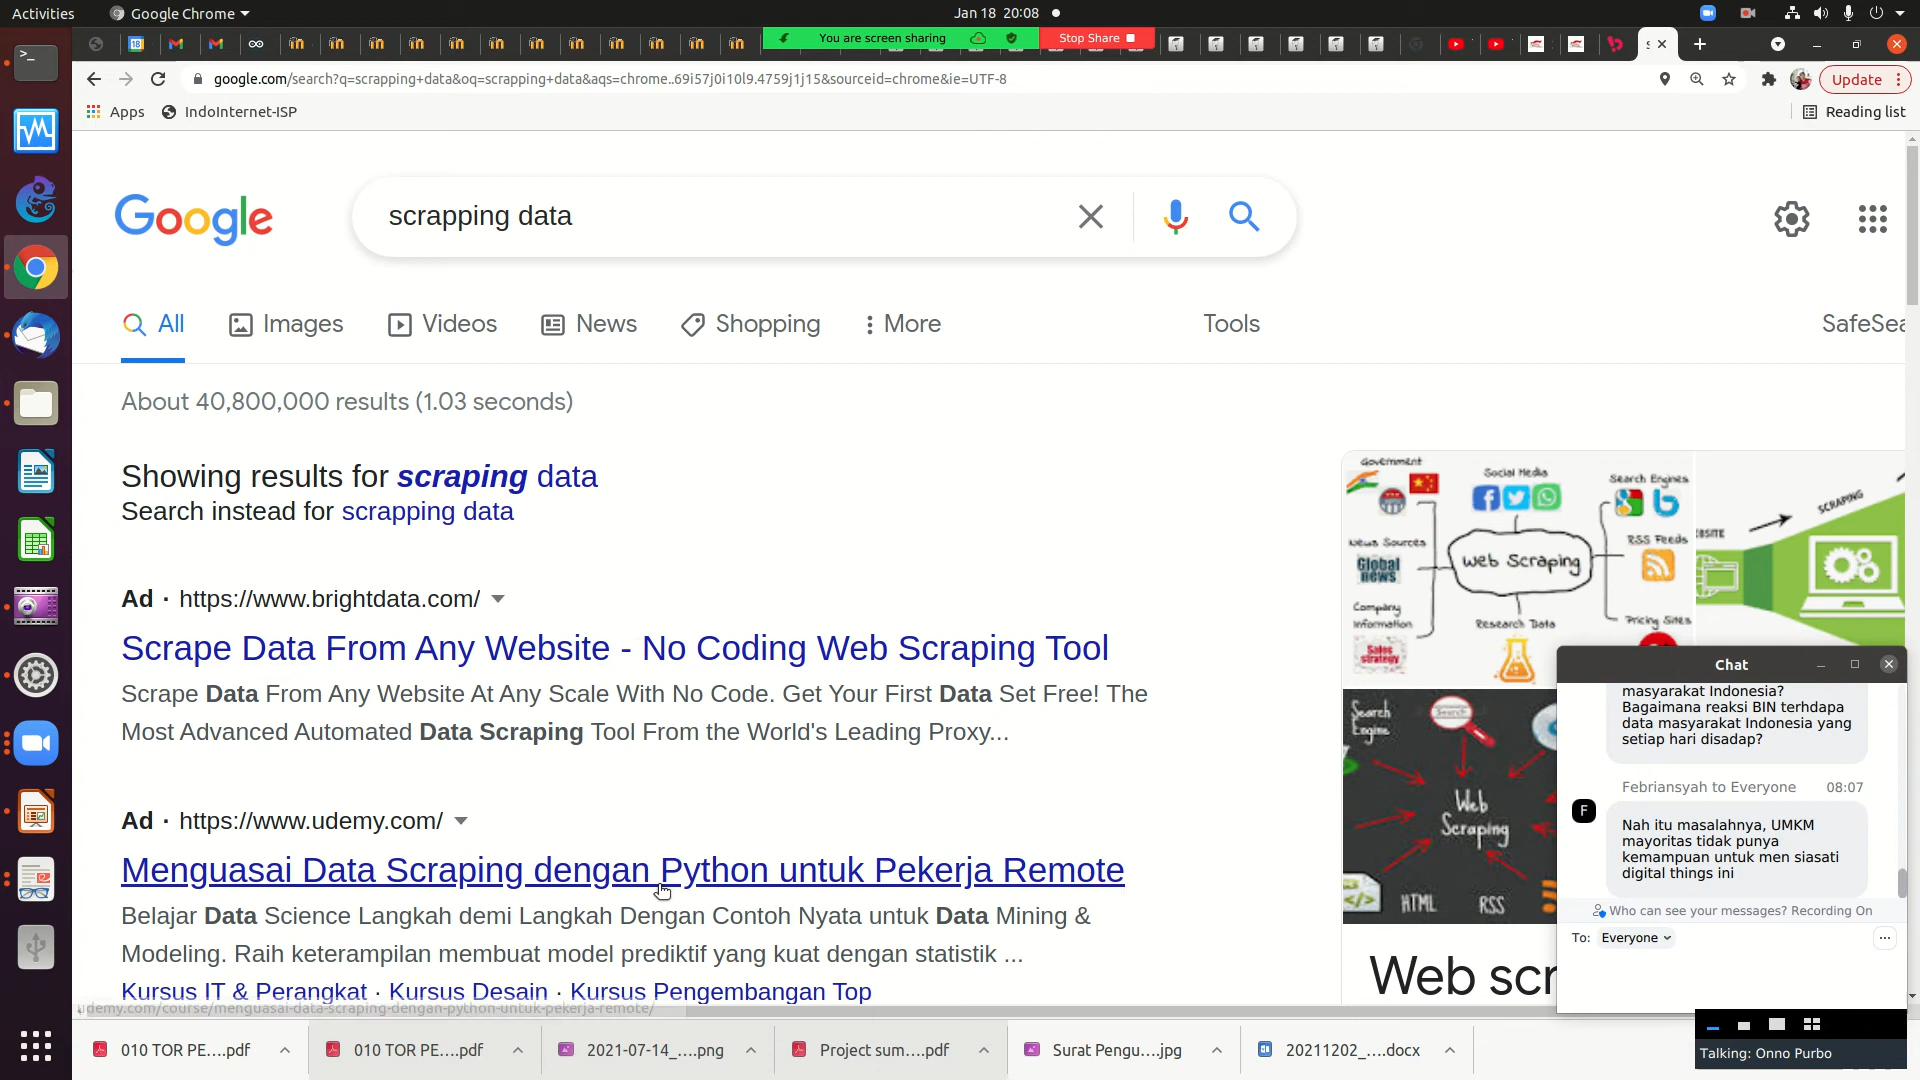 Activities
Google Chrome
Jan 18 20:08
You are screen sharing
Stop Share
google.com/search?q=scrapping+data&oq=scrapping+data&aqs=chrome..69i57j0i10l9.4759j1j15&sourceid=chrome&ie=UTF-8
Update
Apps
IndoInternet-ISP
Reading list
Google
scrapping data
All
Images
Videos
News
Shopping
More
Tools
SafeSea
About 40,800,000 results (1.03 seconds)
Showing results for scraping data
Search instead for scrapping data
Ad · https://www.brightdata.com/
Scrape Data From Any Website - No Coding Web Scraping Tool
Scrape Data From Any Website At Any Scale With No Code. Get Your First Data Set Free! The
Most Advanced Automated Data Scraping Tool From the World's Leading Proxy...
Ad · https://www.udemy.com/
Menguasai Data Scraping dengan Python untuk Pekerja Remote
Belajar Data Science Langkah demi Langkah Dengan Contoh Nyata untuk Data Mining &
Modeling. Raih keterampilan membuat model prediktif yang kuat dengan statistik ...
Kursus IT & Perangkat · Kursus Desain · Kursus Pengembangan Top
udemy.com/course/menguasai-data-scraping-dengan-python-untuk-pekerja-remote/
Government
Social Media
Search Engines
News Sources
Global news
Web Scraping
RSS Feeds
Company Information
Sales strategy
Research Data
Pricing Sites
SCRAPING
Search Engine
Search
Web Scraping
HTML
RSS
Web scr
Chat
masyarakat Indonesia?
Bagaimana reaksi BIN terhdapa
data masyarakat Indonesia yang
setiap hari disadap?
Febriansyah to Everyone 08:07
F
Nah itu masalahnya, UMKM
mayoritas tidak punya
kemampuan untuk men siasati
digital things ini
Who can see your messages? Recording On
To: Everyone
Talking: Onno Purbo
010 TOR PE....pdf
010 TOR PE....pdf
2021-07-14_....png
Project sum....pdf
Surat Pengu....jpg
20211202_....docx